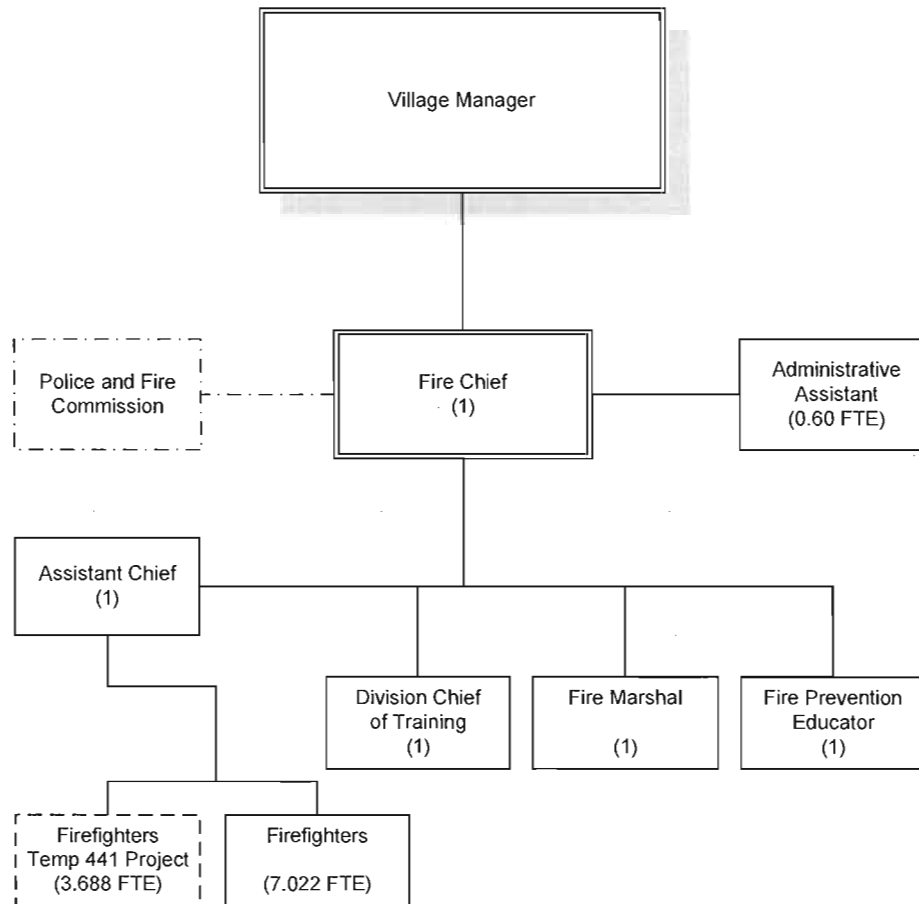 Village Manager
Police and Fire
Commission
Fire Chief
(1)
Administrative
Assistant
(0.60 FTE)
Assistant Chief
(1)
Division Chief
of Training
(1)
Fire Marshal
(1)
Fire Prevention
Educator
(1)
Firefighters
Temp 441 Project
(3.688 FTE)
Firefighters
(7.022 FTE)